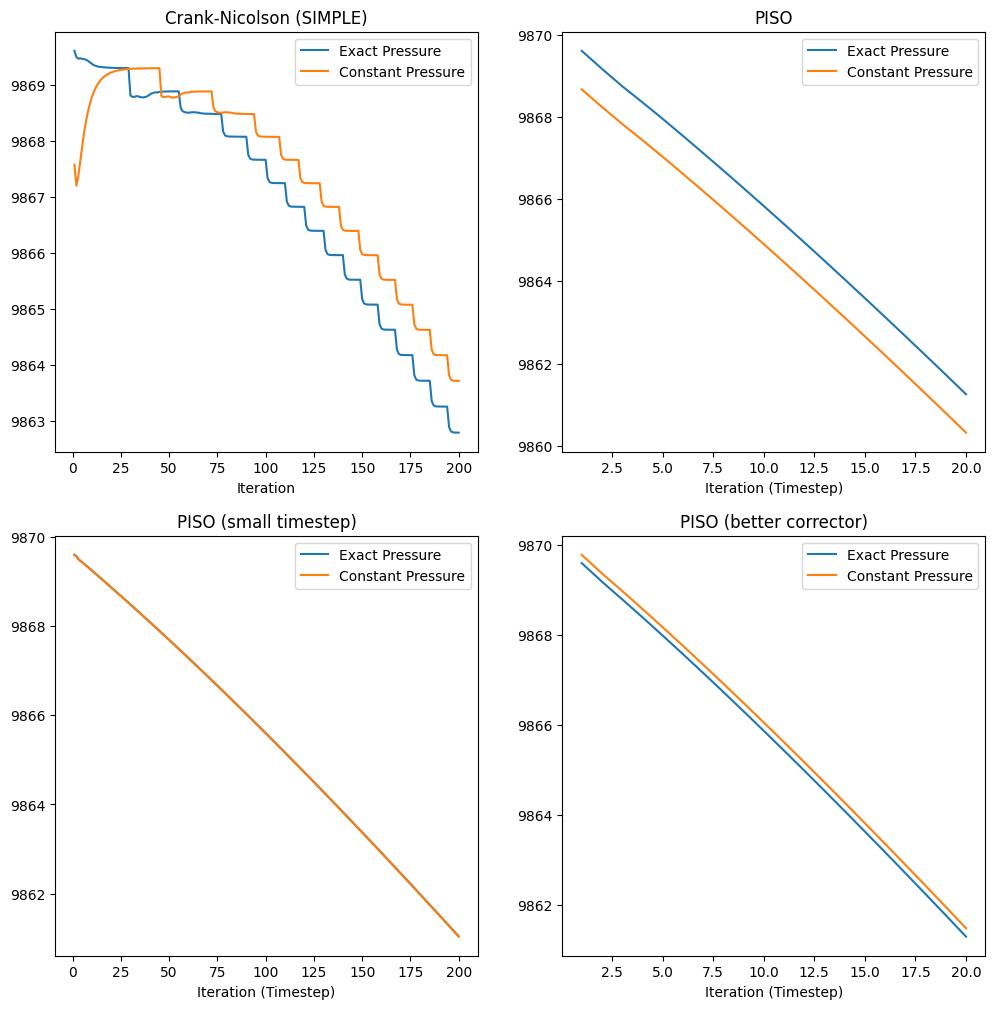 Crank-Nicolson (SIMPLE)
Exact Pressure
Constant Pressure
9869
9868
9867
9866
9865
9864
9863
0 25 50 75 100 125 150 175 200
Iteration
PISO
Exact Pressure
Constant Pressure
9870
9868
9866
9864
9862
9860
2.5 5.0 7.5 10.0 12.5 15.0 17.5 20.0
Iteration (Timestep)
PISO (small timestep)
Exact Pressure
Constant Pressure
9870
9868
9866
9864
9862
0 25 50 75 100 125 150 175 200
Iteration (Timestep)
PISO (better corrector)
Exact Pressure
Constant Pressure
9870
9868
9866
9864
9862
2.5 5.0 7.5 10.0 12.5 15.0 17.5 20.0
Iteration (Timestep)